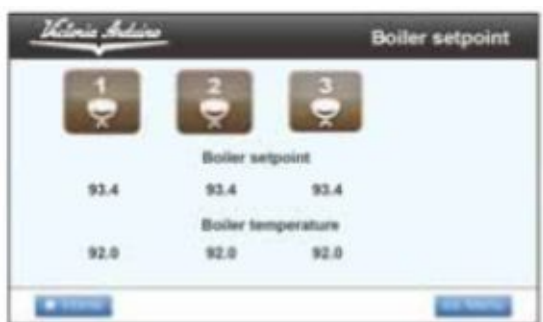 Victoria Arduino Boiler setpoint
1 2 3
Boiler setpoint
93.4 93.4 93.4
Boiler temperature
92.0 92.0 92.0
Menu